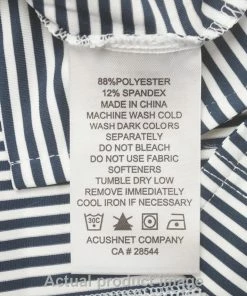 88%POLYESTER
12% SPANDEX
MADE IN CHINA
MACHINE WASH COLD
WASH DARK COLORS
SEPARATELY
DO NOT BLEACH
DO NOT USE FABRIC
SOFTENERS
TUMBLE DRY LOW
REMOVE IMMEDIATELY
COOL IRON IF NECESSARY
30C
ACUSHNET COMPANY
CA # 28544
Actual product image